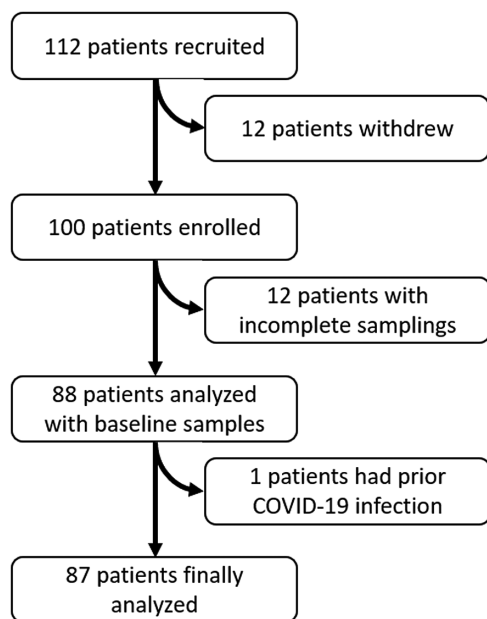 112 patients recruited
12 patients withdrew
100 patients enrolled
12 patients with
incomplete samplings
88 patients analyzed
with baseline samples
1 patients had prior
COVID-19 infection
87 patients finally
analyzed